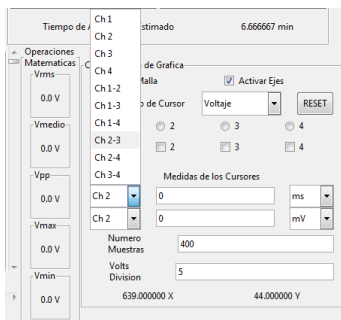 Tiempo de A
stimado
6.666667 min
Ch 1
Ch 2
Ch 3
Ch 4
Ch 1-2
Ch 1-3
Ch 1-4
Ch 2-3
Ch 2-4
Ch 3-4
Operaciones
Matematicas
Vrms
0.0 V
Vmedio
0.0 V
Vpp
0.0 V
Vmax
0.0 V
Vmin
0.0 V
C
de Grafica
Malla
Activar Ejes
o de Cursor
Voltaje
RESET
2
3
4
2
3
4
Medidas de los Cursores
Ch 2
0
ms
Ch 2
0
mV
Numero
Muestras
400
Volts
Division
5
639.000000 X
44.000000 Y